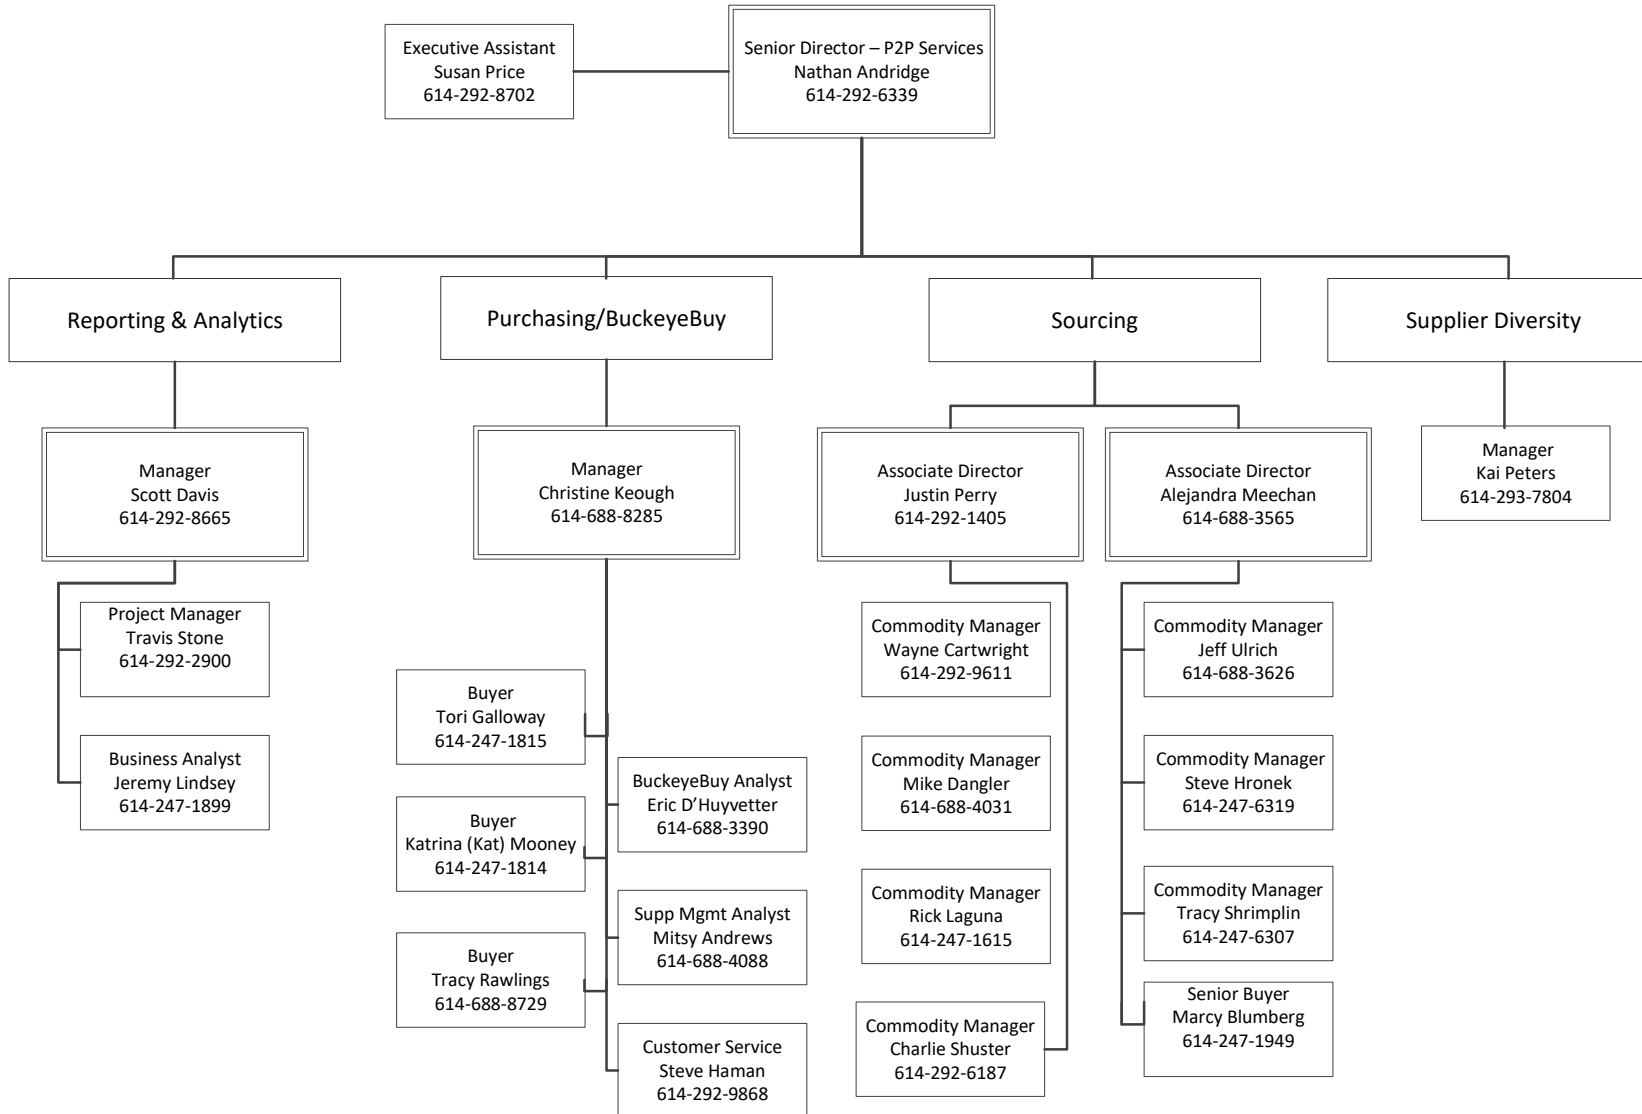 Executive Assistant
Susan Price
614-292-8702
Senior Director – P2P Services
Nathan Andridge
614-292-6339
Reporting & Analytics
Purchasing/BuckeyeBuy
Sourcing
Supplier Diversity
Manager
Scott Davis
614-292-8665
Manager
Christine Keough
614-688-8285
Associate Director
Justin Perry
614-292-1405
Associate Director
Alejandra Meechan
614-688-3565
Manager
Kai Peters
614-293-7804
Project Manager
Travis Stone
614-292-2900
Business Analyst
Jeremy Lindsey
614-247-1899
Buyer
Tori Galloway
614-247-1815
Buyer
Katrina (Kat) Mooney
614-247-1814
Buyer
Tracy Rawlings
614-688-8729
BuckeyeBuy Analyst
Eric D’Huyvetter
614-688-3390
Supp Mgmt Analyst
Mitsy Andrews
614-688-4088
Customer Service
Steve Haman
614-292-9868
Commodity Manager
Wayne Cartwright
614-292-9611
Commodity Manager
Mike Dangler
614-688-4031
Commodity Manager
Rick Laguna
614-247-1615
Commodity Manager
Charlie Shuster
614-292-6187
Commodity Manager
Jeff Ulrich
614-688-3626
Commodity Manager
Steve Hronek
614-247-6319
Commodity Manager
Tracy Shrimplin
614-247-6307
Senior Buyer
Marcy Blumberg
614-247-1949